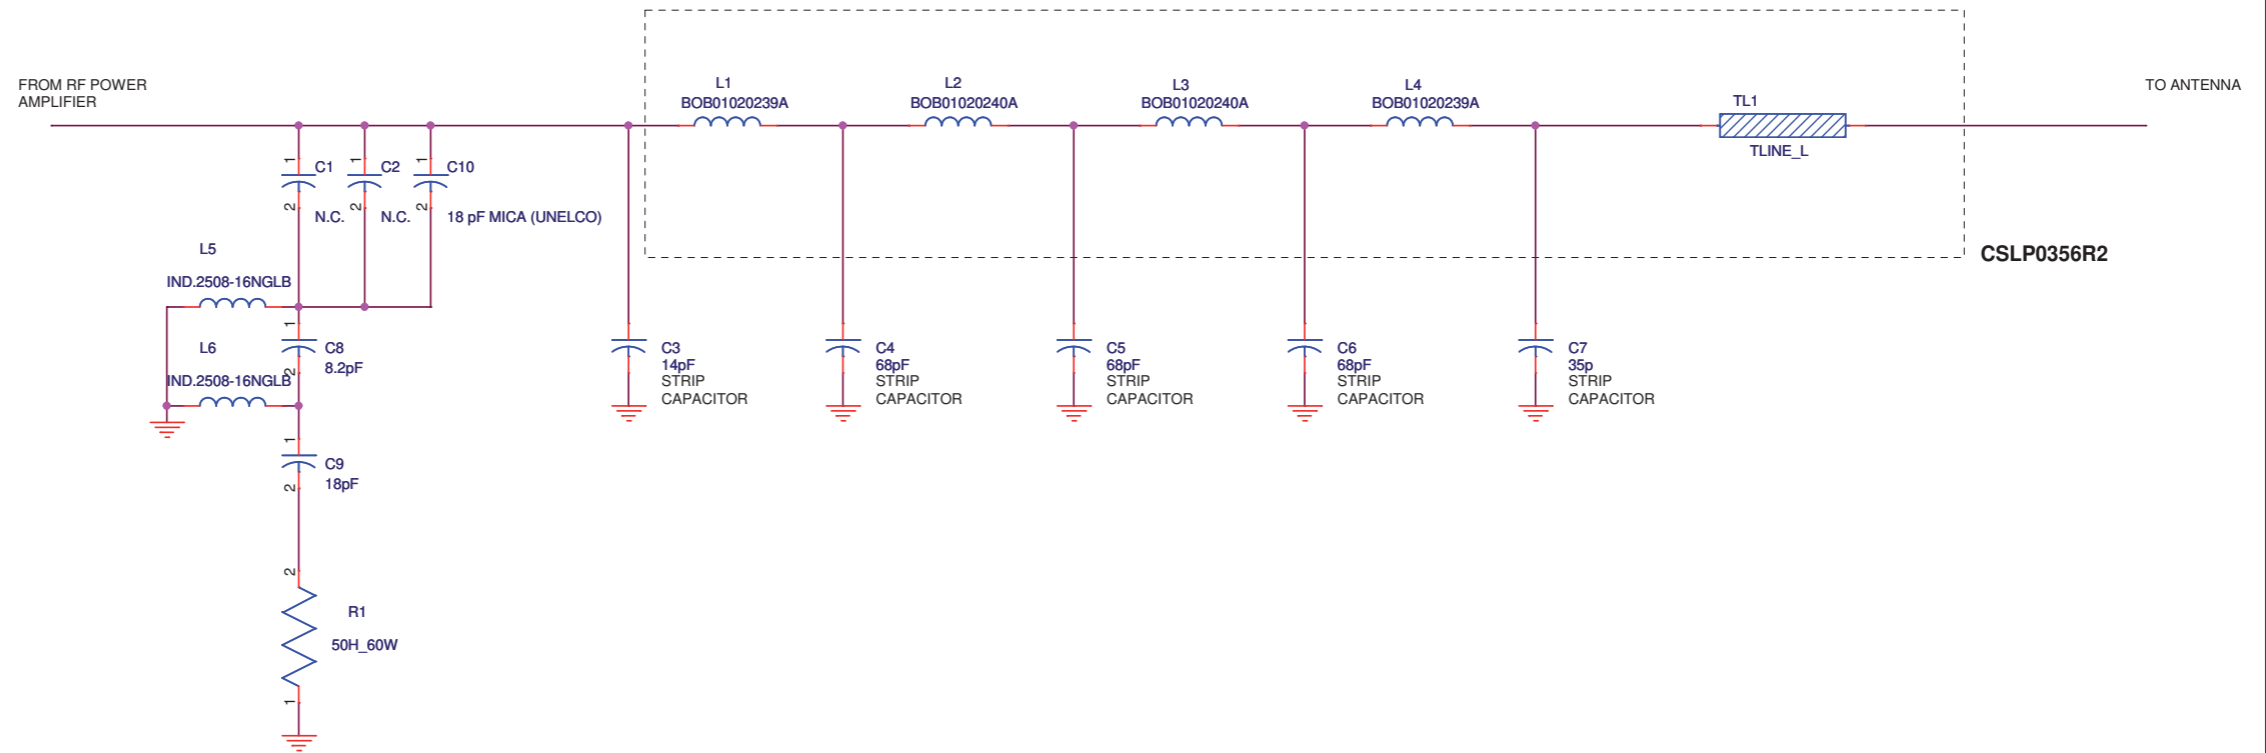 FROM RF POWER
AMPLIFIER
L1
BOB01020239A
L2
BOB01020240A
L3
BOB01020240A
L4
BOB01020239A
TL1
TLINE_L
TO ANTENNA
1
C1
2
N.C.
1
C2
2
N.C.
1
C10
2
18 pF MICA (UNELCO)
CSLP0356R2
L5
IND.2508-16NGLB
1
C8
2
8.2pF
L6
IND.2508-16NGLB
C3
14pF
STRIP
CAPACITOR
C4
68pF
STRIP
CAPACITOR
C5
68pF
STRIP
CAPACITOR
C6
68pF
STRIP
CAPACITOR
C7
35p
STRIP
CAPACITOR
1
C9
2
18pF
2
R1
50H_60W
1